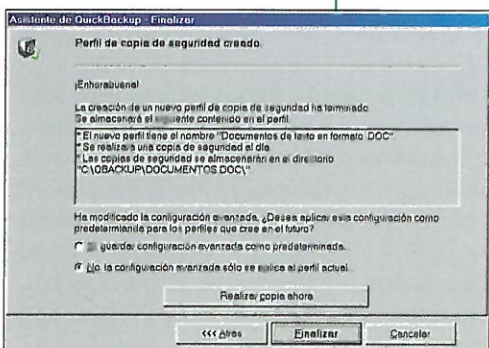 Asistente de QuickBackup - Finalizar
Perfil de copia de seguridad creado
¡Enhorabuena!
La creación de un nuevo perfil de copia de seguridad ha terminado.
Se almacenará el siguiente contenido en el perfil.
* El nuevo perfil tiene el nombre "Documentos de texto en formato .DOC"
* Se realizará una copia de seguridad al día
* Las copias de seguridad se almacenarán en el directorio
"C:\QBACKUP\DOCUMENTOS DOC\"
Ha modificado la configuración avanzada. ¿Desea aplicar esta configuración como
predeterminada para los perfiles que cree en el futuro?
Sí, guardar configuración avanzada como predeterminada.
No, la configuración avanzada sólo se aplica al perfil actual.
Realizar copia ahora
<<< Atrás
Finalizar
Cancelar